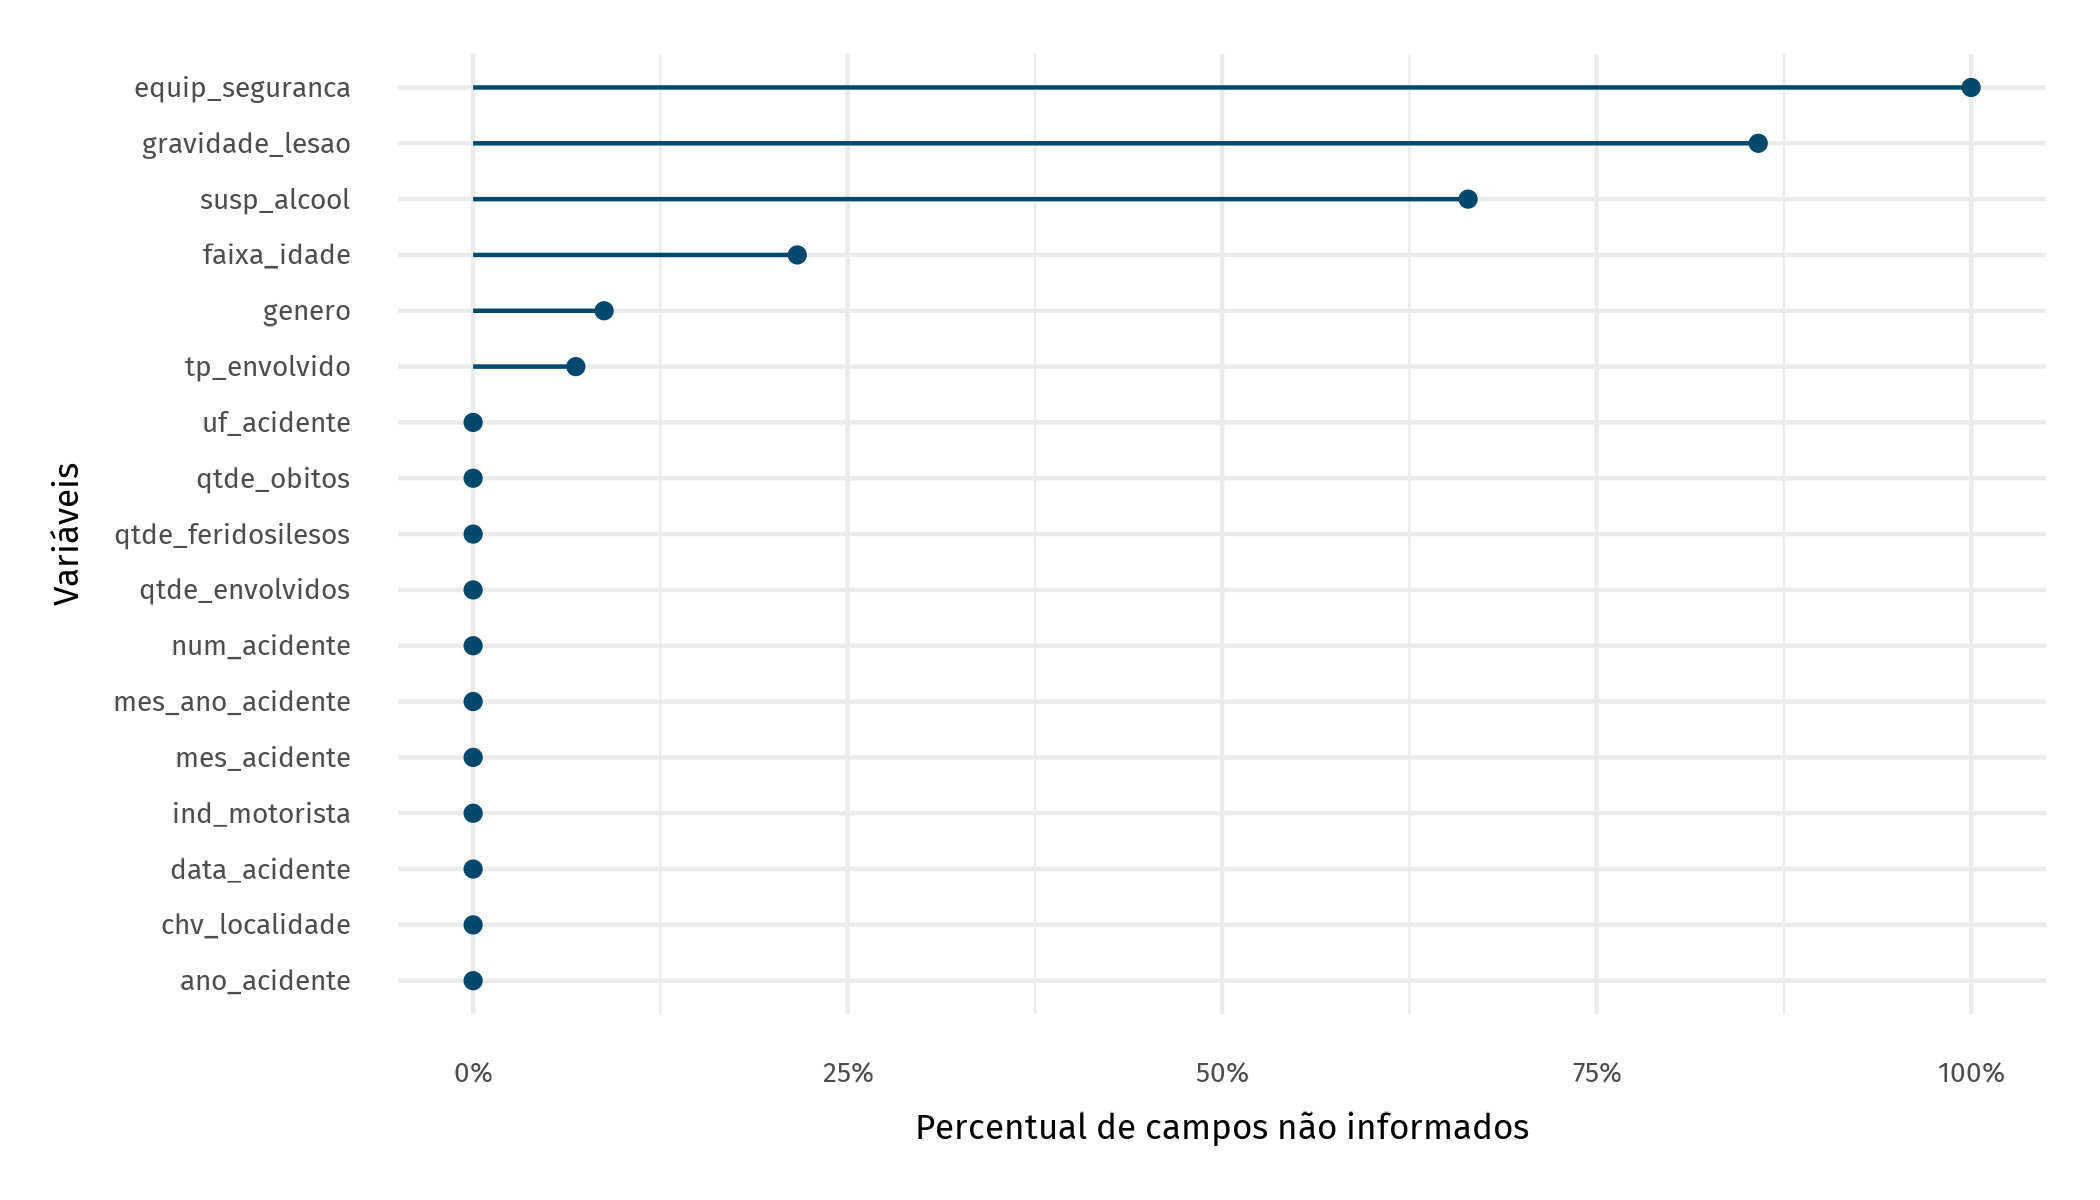 equip_seguranca
gravidade_lesao
susp_alcool
faixa_idade
genero
tp_envolvido
uf_acidente
qtde_obitos
qtde_feridosilesos
qtde_envolvidos
num_acidente
mes_ano_acidente
mes_acidente
ind_motorista
data_acidente
chv_localidade
ano_acidente
Variáveis
0% 25% 50% 75% 100%
Percentual de campos não informados